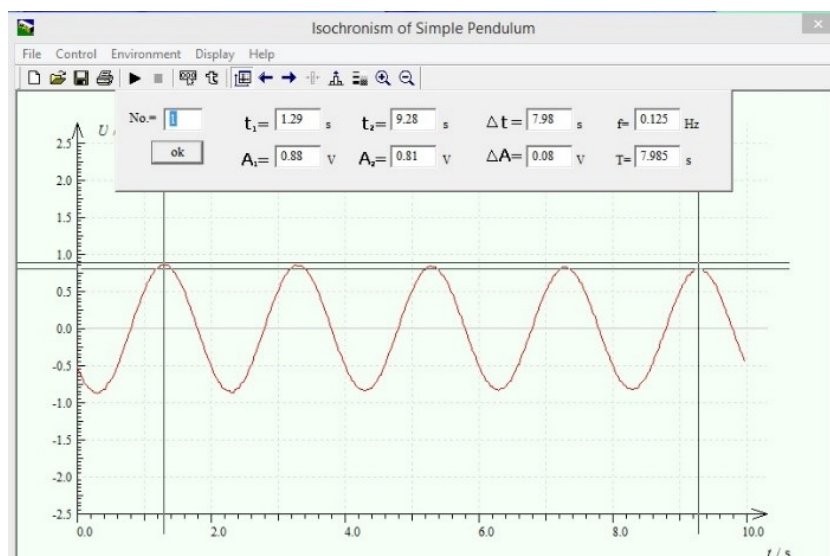 Isochronism of Simple Pendulum
File Control Environment Display Help
No.= 1 t₁= 1.29 s t₂= 9.28 s △t= 7.98 s f= 0.125 Hz
ok A₁= 0.88 V A₂= 0.81 V △A= 0.08 V T= 7.985 s
U /
2.5
2.0
1.5
1.0
0.5
0.0
-0.5
-1.0
-1.5
-2.0
-2.5
0.0 2.0 4.0 6.0 8.0 10.0
t / s